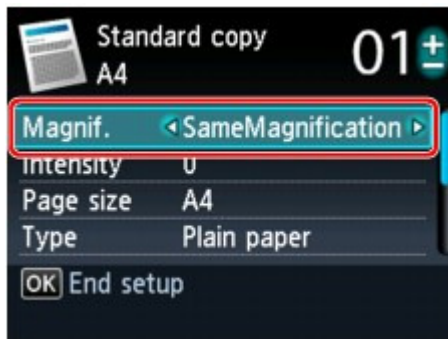 Standard copy
A4
01±
Magnif. SameMagnification
Intensity 0
Page size A4
Type Plain paper
OK End setup